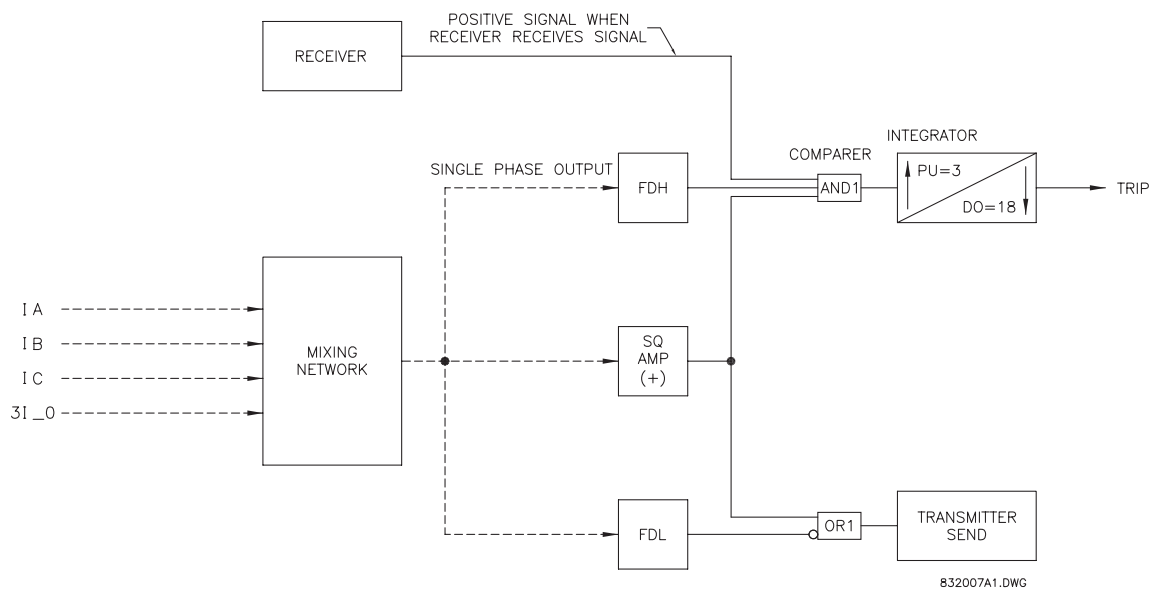 POSITIVE SIGNAL WHEN
RECEIVER RECEIVES SIGNAL
RECEIVER
INTEGRATOR
COMPARER
SINGLE PHASE OUTPUT
FDH
AND1
PU=3
DO=18
TRIP
IA
IB
IC
3I_0
MIXING
NETWORK
SQ
AMP
(+)
FDL
OR1
TRANSMITTER
SEND
832007A1.DWG